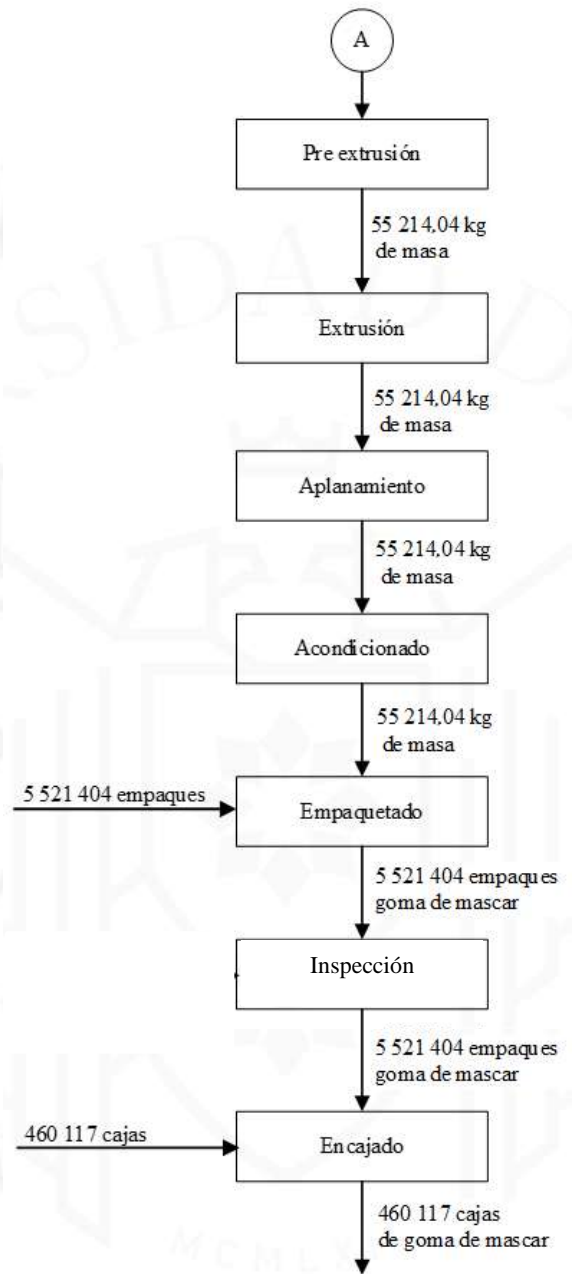 A
Pre extrusión
55 214,04 kg
de masa
Extrusión
55 214,04 kg
de masa
Aplanamiento
55 214,04 kg
de masa
Acondicionado
55 214,04 kg
de masa
5 521 404 empaques
Empaquetado
5 521 404 empaques
goma de mascar
Inspección
5 521 404 empaques
goma de mascar
460 117 cajas
Encajado
460 117 cajas
de goma de mascar